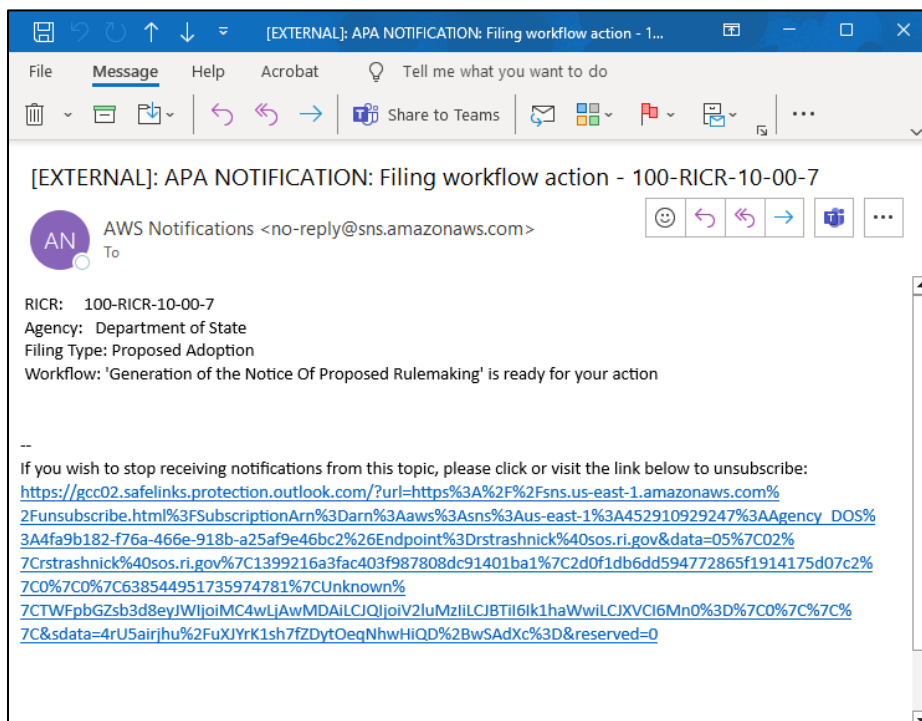 [EXTERNAL]: APA NOTIFICATION: Filing workflow action - 1...
File Message Help Acrobat Tell me what you want to do
Share to Teams
[EXTERNAL]: APA NOTIFICATION: Filing workflow action - 100-RICR-10-00-7
AN
AWS Notifications <no-reply@sns.amazonaws.com>
To
RICR: 100-RICR-10-00-7
Agency: Department of State
Filing Type: Proposed Adoption
Workflow: 'Generation of the Notice Of Proposed Rulemaking' is ready for your action
--
If you wish to stop receiving notifications from this topic, please click or visit the link below to unsubscribe:
https://gcc02.safelinks.protection.outlook.com/?url=https%3A%2F%2Fsns.us-east-1.amazonaws.com%
2Funsubscribe.html%3FSubscriptionArn%3Darn%3Aaws%3Asns%3Aus-east-1%3A452910929247%3AAgency_DOS%
3A4fa9b182-f76a-466e-918b-a25af9e46bc2%26Endpoint%3Drstrashnick%40sos.ri.gov&data=05%7C02%
7Crstrashnick%40sos.ri.gov%7C1399216a3fac403f987808dc91401ba1%7C2d0f1db6dd594772865f1914175d07c2%
7C0%7C0%7C638544951735974781%7CUnknown%
7CTWFpbGZsb3d8eyJWIjoiMC4wLjAwMDAiLCJQIjoiV2luMzIiLCJBTiI6Ik1haWwiLCJXVCI6Mn0%3D%7C0%7C%7C%
7C&sdata=4rU5airjhu%2FuXJYrK1sh7fZDytOeqNhwHiQD%2BwSAdXc%3D&reserved=0